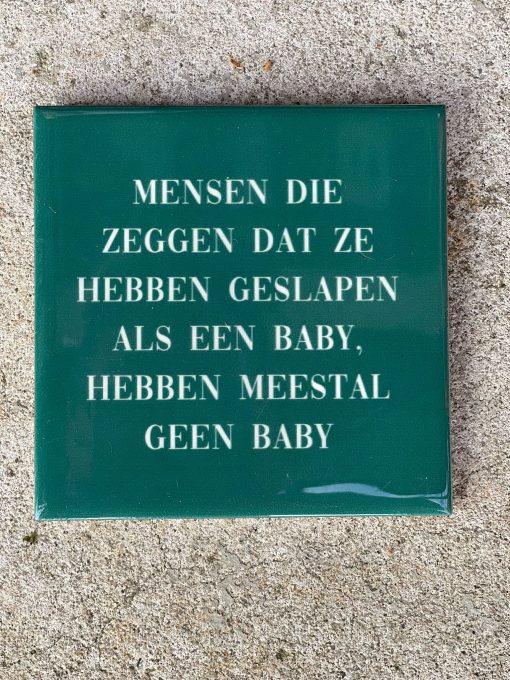 MENSEN DIE
ZEGGEN DAT ZE
HEBBEN GESLAPEN
ALS EEN BABY,
HEBBEN MEESTAL
GEEN BABY